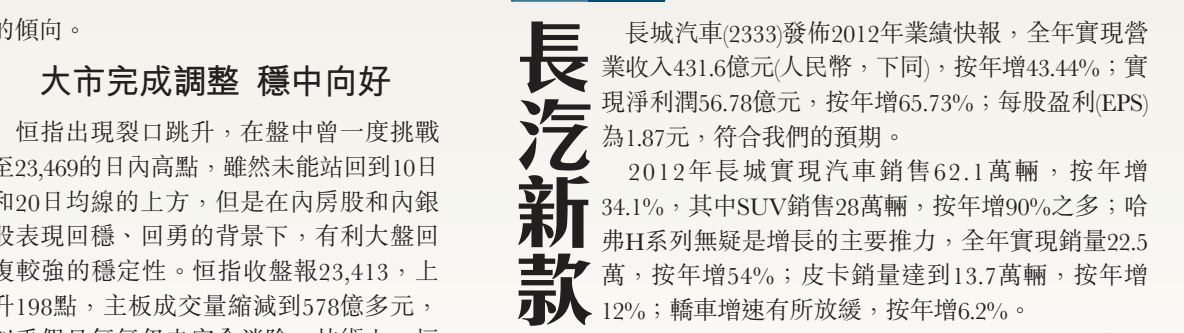 的傾向。
大市完成調整 穩中向好
恒指出現裂口跳升，在盤中曾一度挑戰
至23,469的日內高點，雖然未能站回到10日
和20日均線的上方，但是在內房股和內銀
股表現回穩、回勇的背景下，有利大盤回
復較強的穩定性。恒指收盤報23,413，上
升198點，主板成交量縮減到578億多元，
長汽新款
長城汽車(2333)發佈2012年業績快報，全年實現營
業收入431.6億元(人民幣，下同)，按年增43.44%；實
現淨利潤56.78億元，按年增65.73%；每股盈利(EPS)
為1.87元，符合我們的預期。
2012年長城實現汽車銷售62.1萬輛，按年增
34.1%，其中SUV銷售28萬輛，按年增90%之多；哈
弗H系列無疑是增長的主要推力，全年實現銷量22.5
萬，按年增54%；皮卡銷量達到13.7萬輛，按年增
12%；轎車增速有所放緩，按年增6.2%。